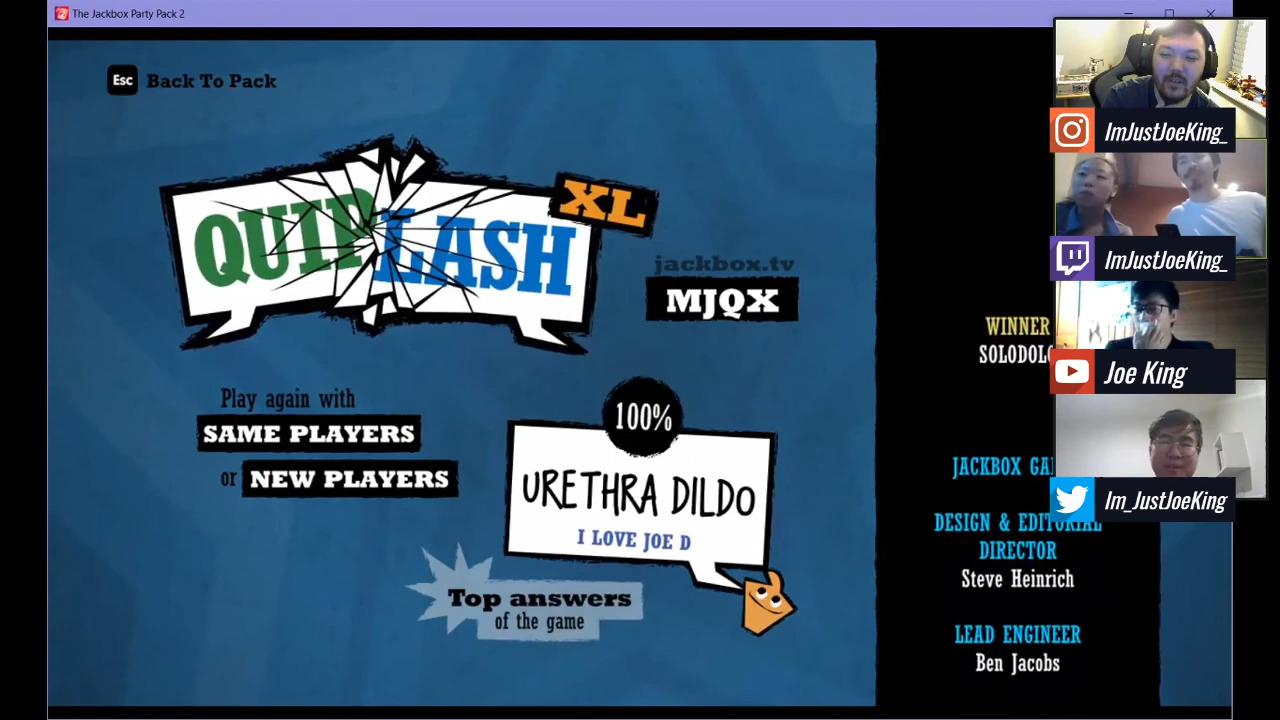 The Jackbox Party Pack 2
Esc Back To Pack
QUIPLASH XL
jackbox.tv
MJQX
Play again with
SAME PLAYERS
or NEW PLAYERS
100%
URETHRA DILDO
I LOVE JOE D
Top answers
of the game
WINNER
JACKBOX
DESIGN & EDITORIAL
DIRECTOR
Steve Heinrich
LEAD ENGINEER
Ben Jacobs
ImJustJoeKing_
ImJustJoeKing_
Joe King
Im_JustJoeKing